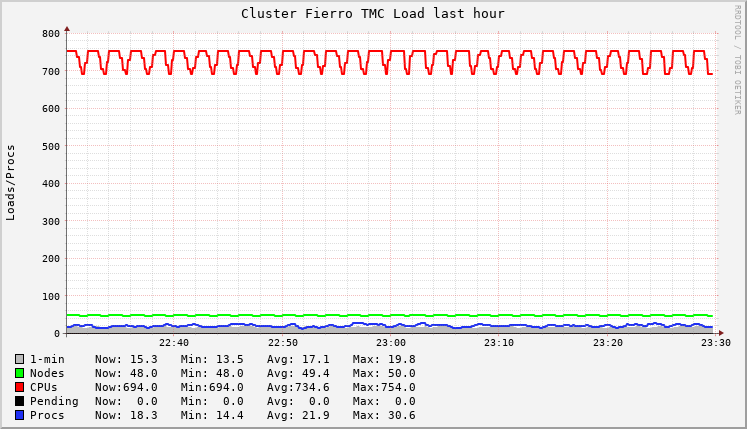 Cluster Fierro TMC Load last hour
RRDTOOL / TOBI OETIKER
Loads/Procs
800
700
600
500
400
300
200
100
0
22:40 22:50 23:00 23:10 23:20 23:30
1-min Now: 15.3 Min: 13.5 Avg: 17.1 Max: 19.8
Nodes Now: 48.0 Min: 48.0 Avg: 49.4 Max: 50.0
CPUs Now:694.0 Min:694.0 Avg:734.6 Max:754.0
Pending Now: 0.0 Min: 0.0 Avg: 0.0 Max: 0.0
Procs Now: 18.3 Min: 14.4 Avg: 21.9 Max: 30.6